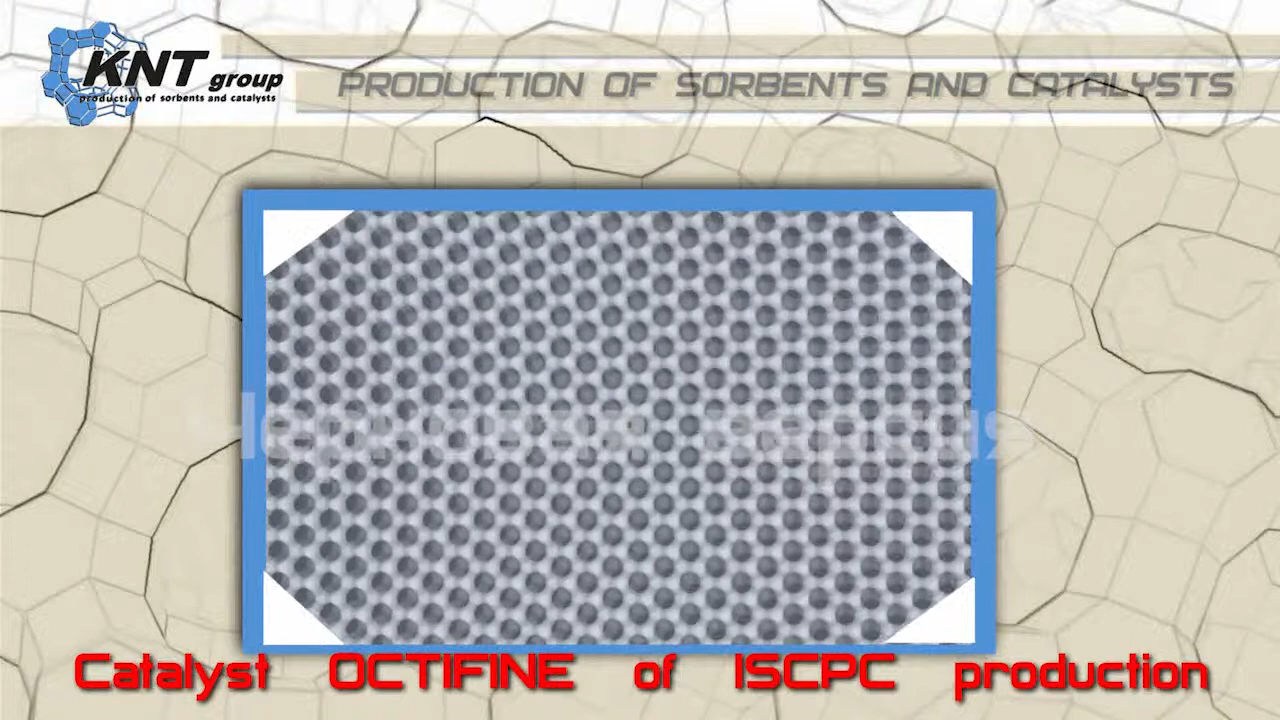 KNT group
production of sorbents and catalysts
PRODUCTION OF SORBENTS AND CATALYSTS
Catalyst OCTIFINE of ISCPC production